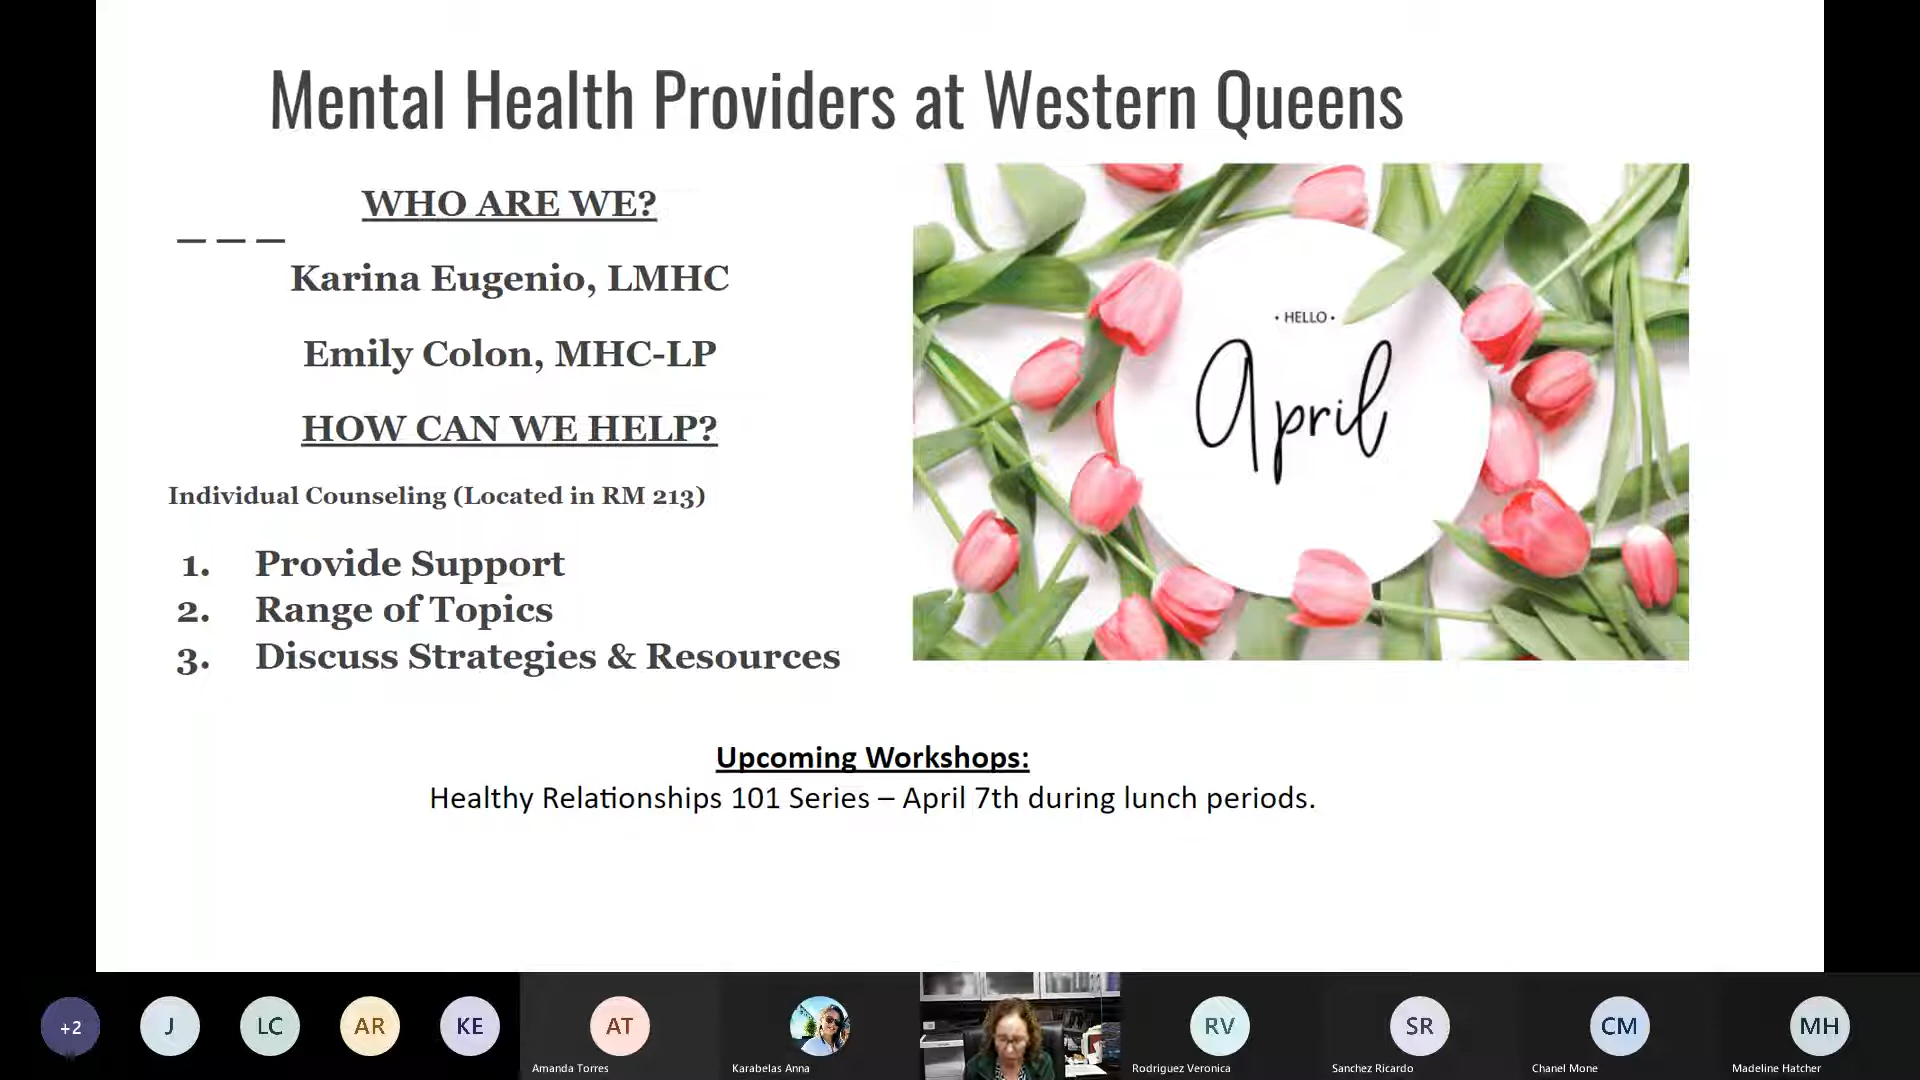 Mental Health Providers at Western Queens
WHO ARE WE?
Karina Eugenio, LMHC
Emily Colon, MHC-LP
HOW CAN WE HELP?
Individual Counseling (Located in RM 213)
1. Provide Support
2. Range of Topics
3. Discuss Strategies & Resources
• HELLO •
April
Upcoming Workshops:
Healthy Relationships 101 Series – April 7th during lunch periods.
+2
J
LC
AR
KE
AT
RV
SR
CM
MH
Amanda Torres
Karabelas Anna
Rodriguez Veronica
Sanchez Ricardo
Chanel Mone
Madeline Hatcher